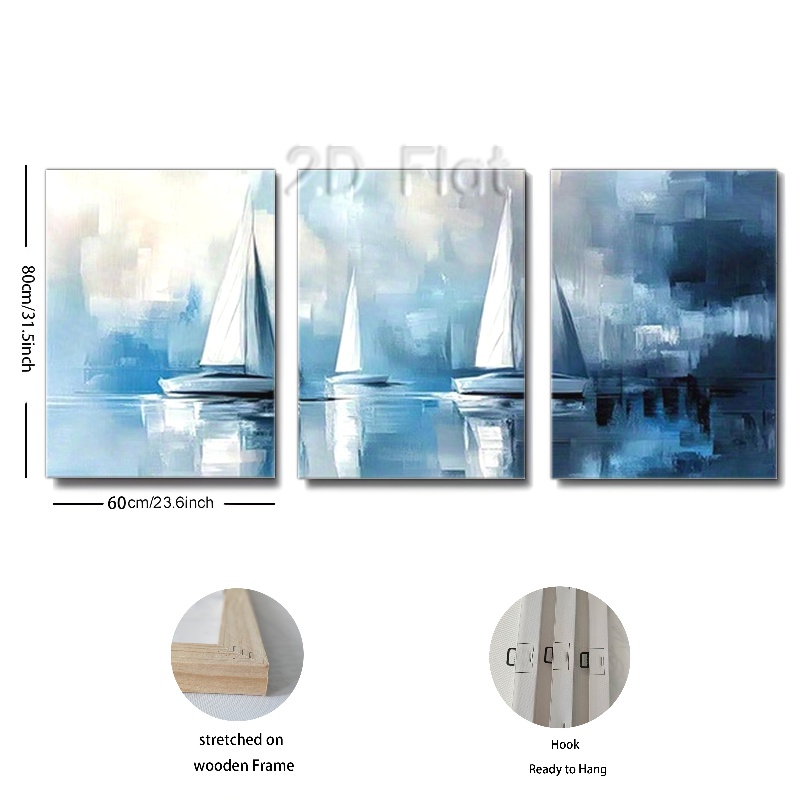 2D Flat
80cm/31.5inch
60cm/23.6inch
stretched on
wooden Frame
Hook
Ready to Hang